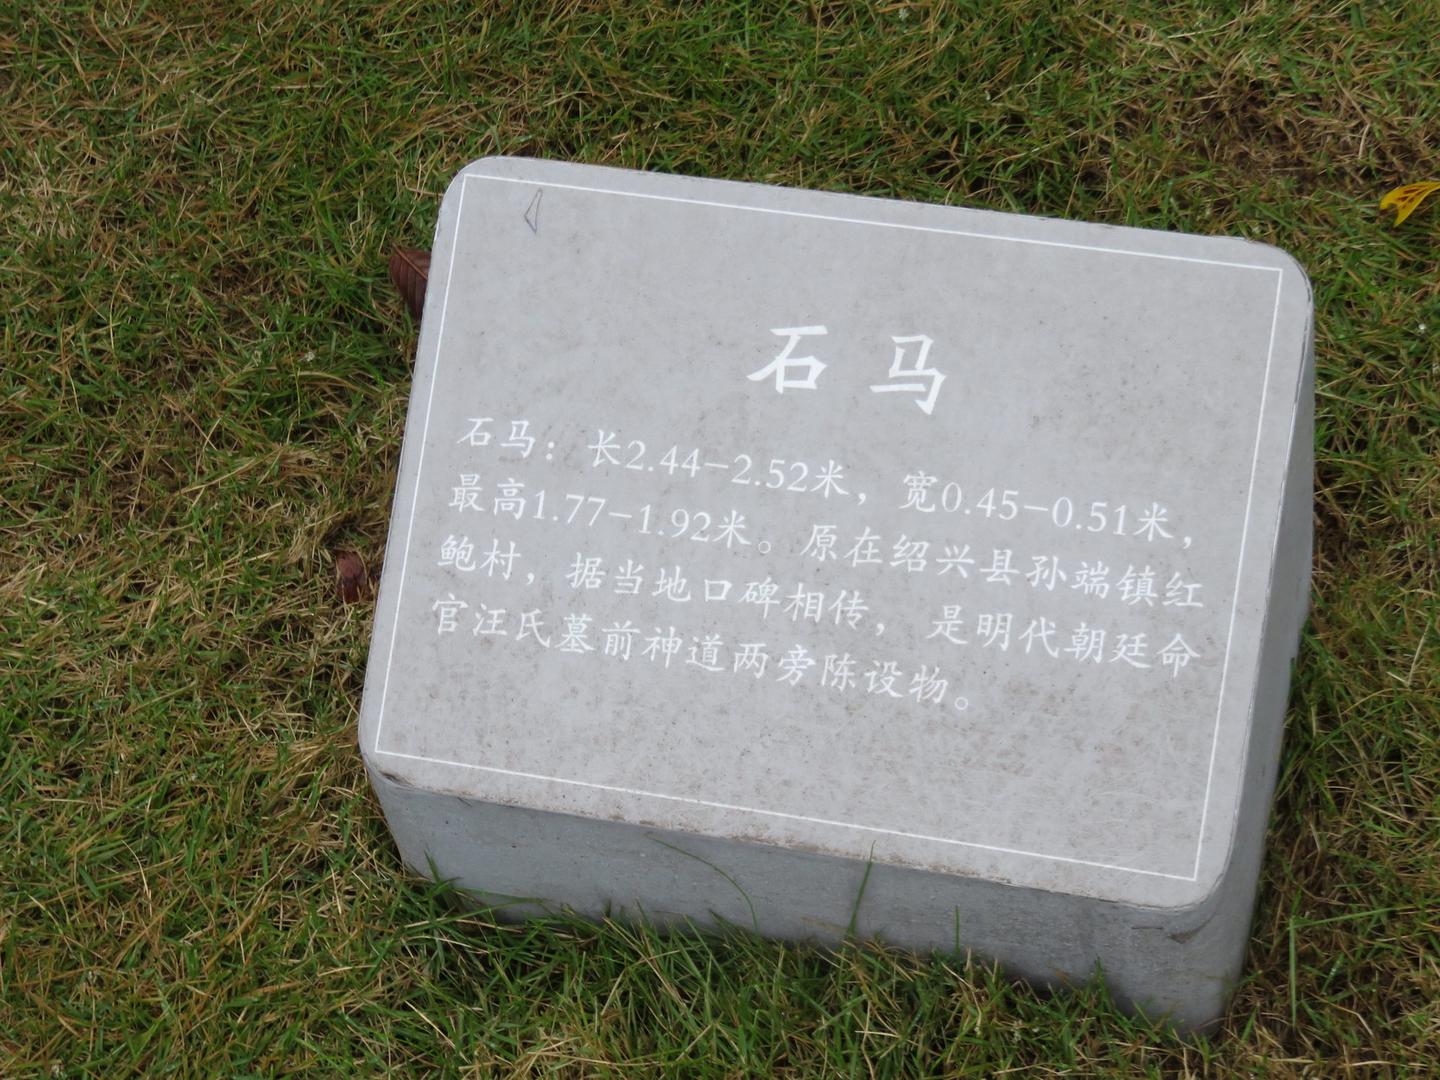 石马
石马：长2.44-2.52米，宽0.45-0.51米，
最高1.77-1.92米。原在绍兴县孙端镇红
鲍村，据当地口碑相传，是明代朝廷命
官汪氏墓前神道两旁陈设物。